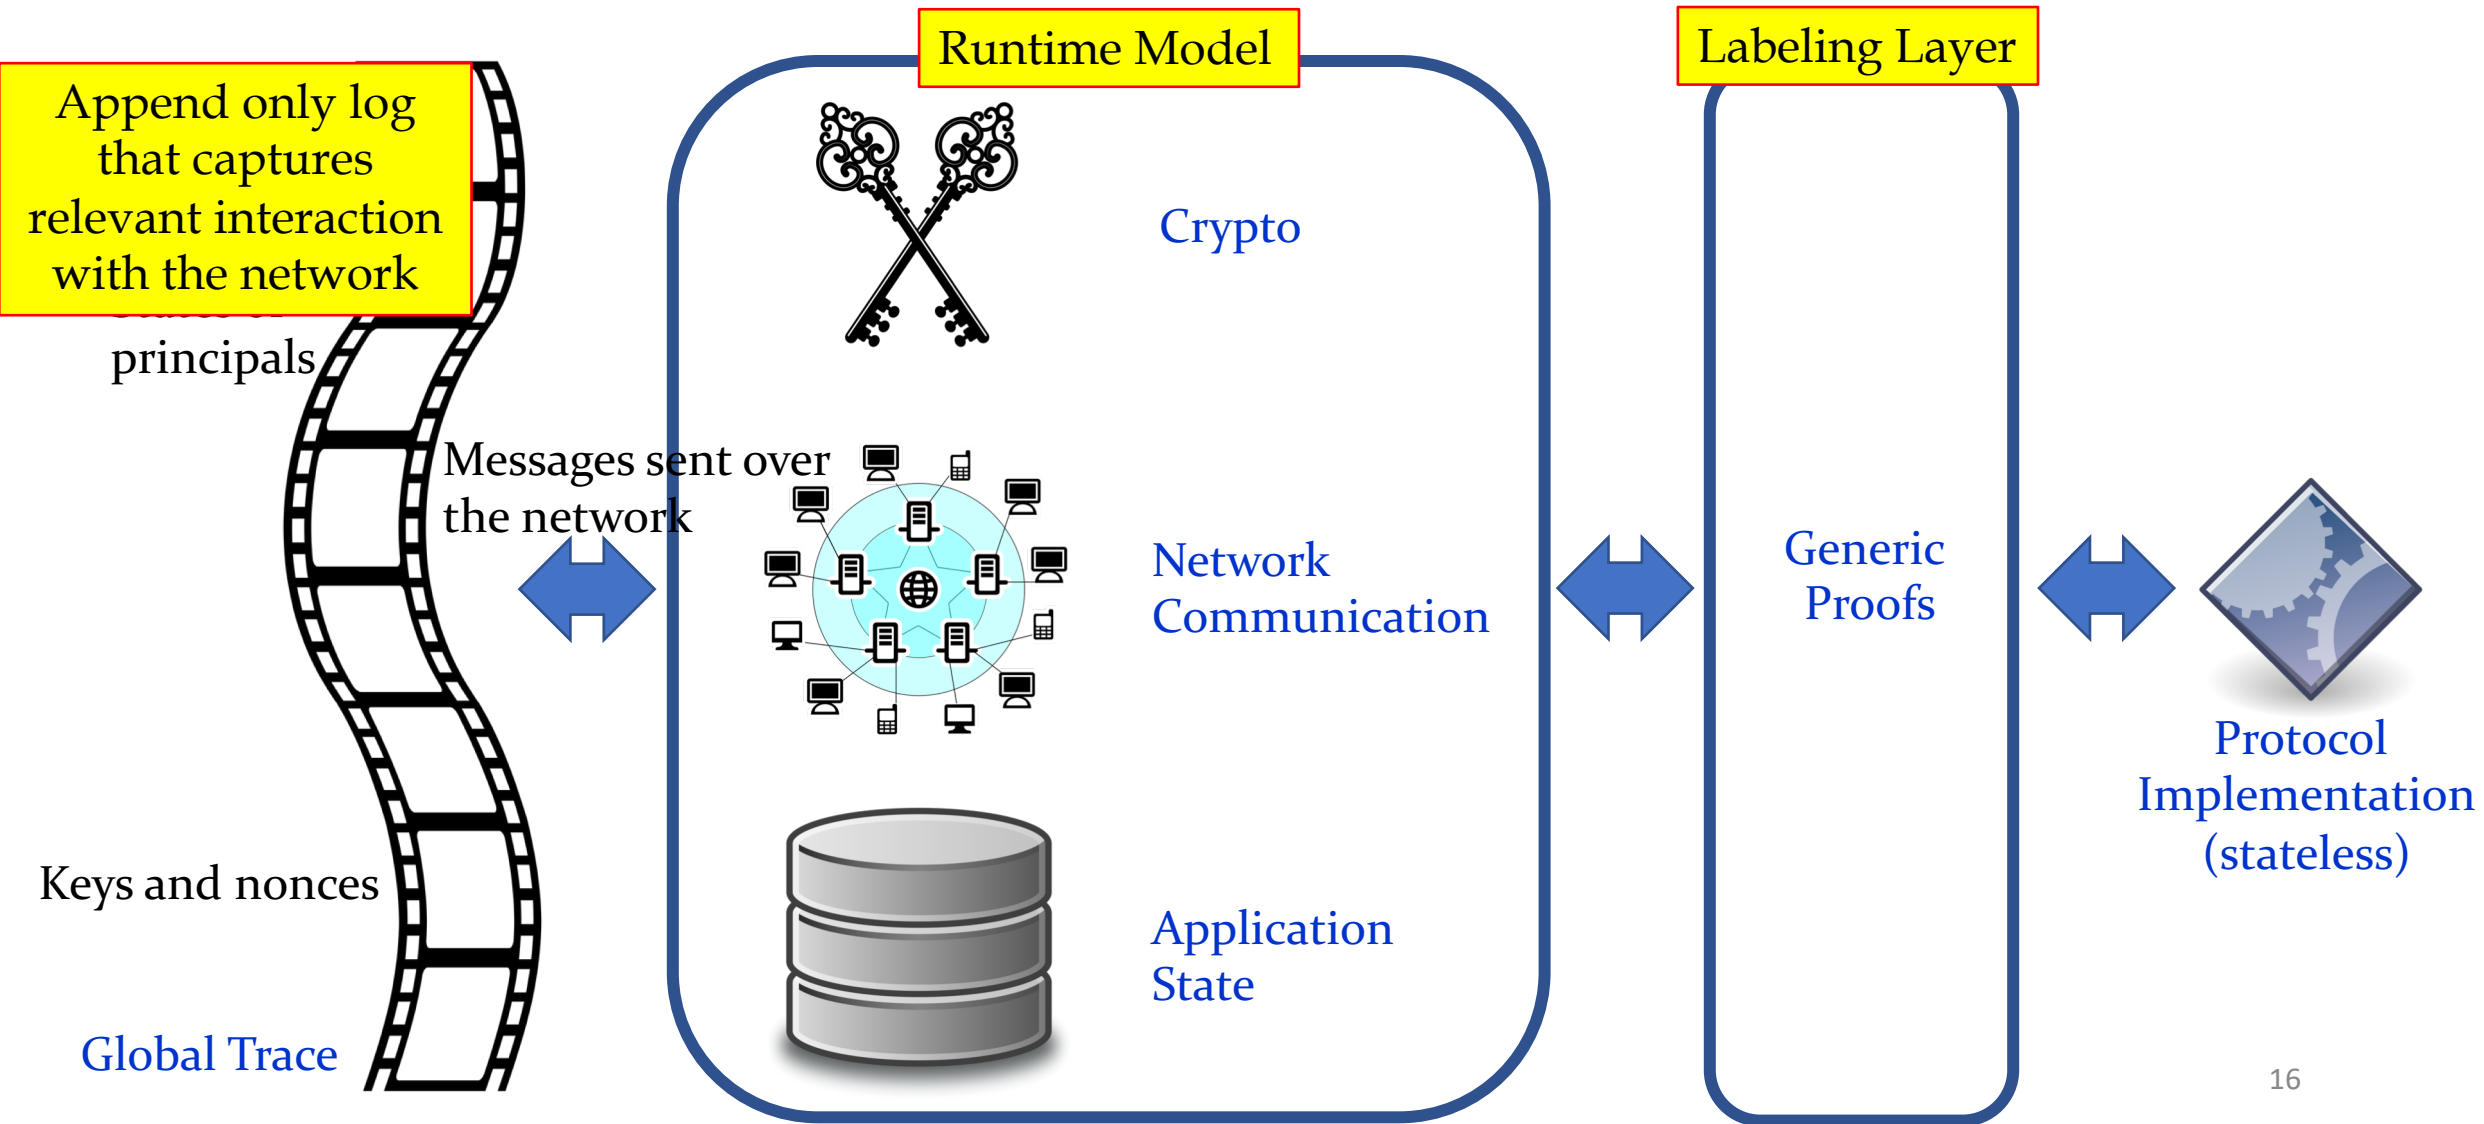 Runtime Model
Labeling Layer
Append only log
that captures
relevant interaction
with the network
principals
Crypto
Messages sent over
the network
Network
Communication
Generic
Proofs
Protocol
Implementation
(stateless)
Keys and nonces
Application
State
Global Trace
16